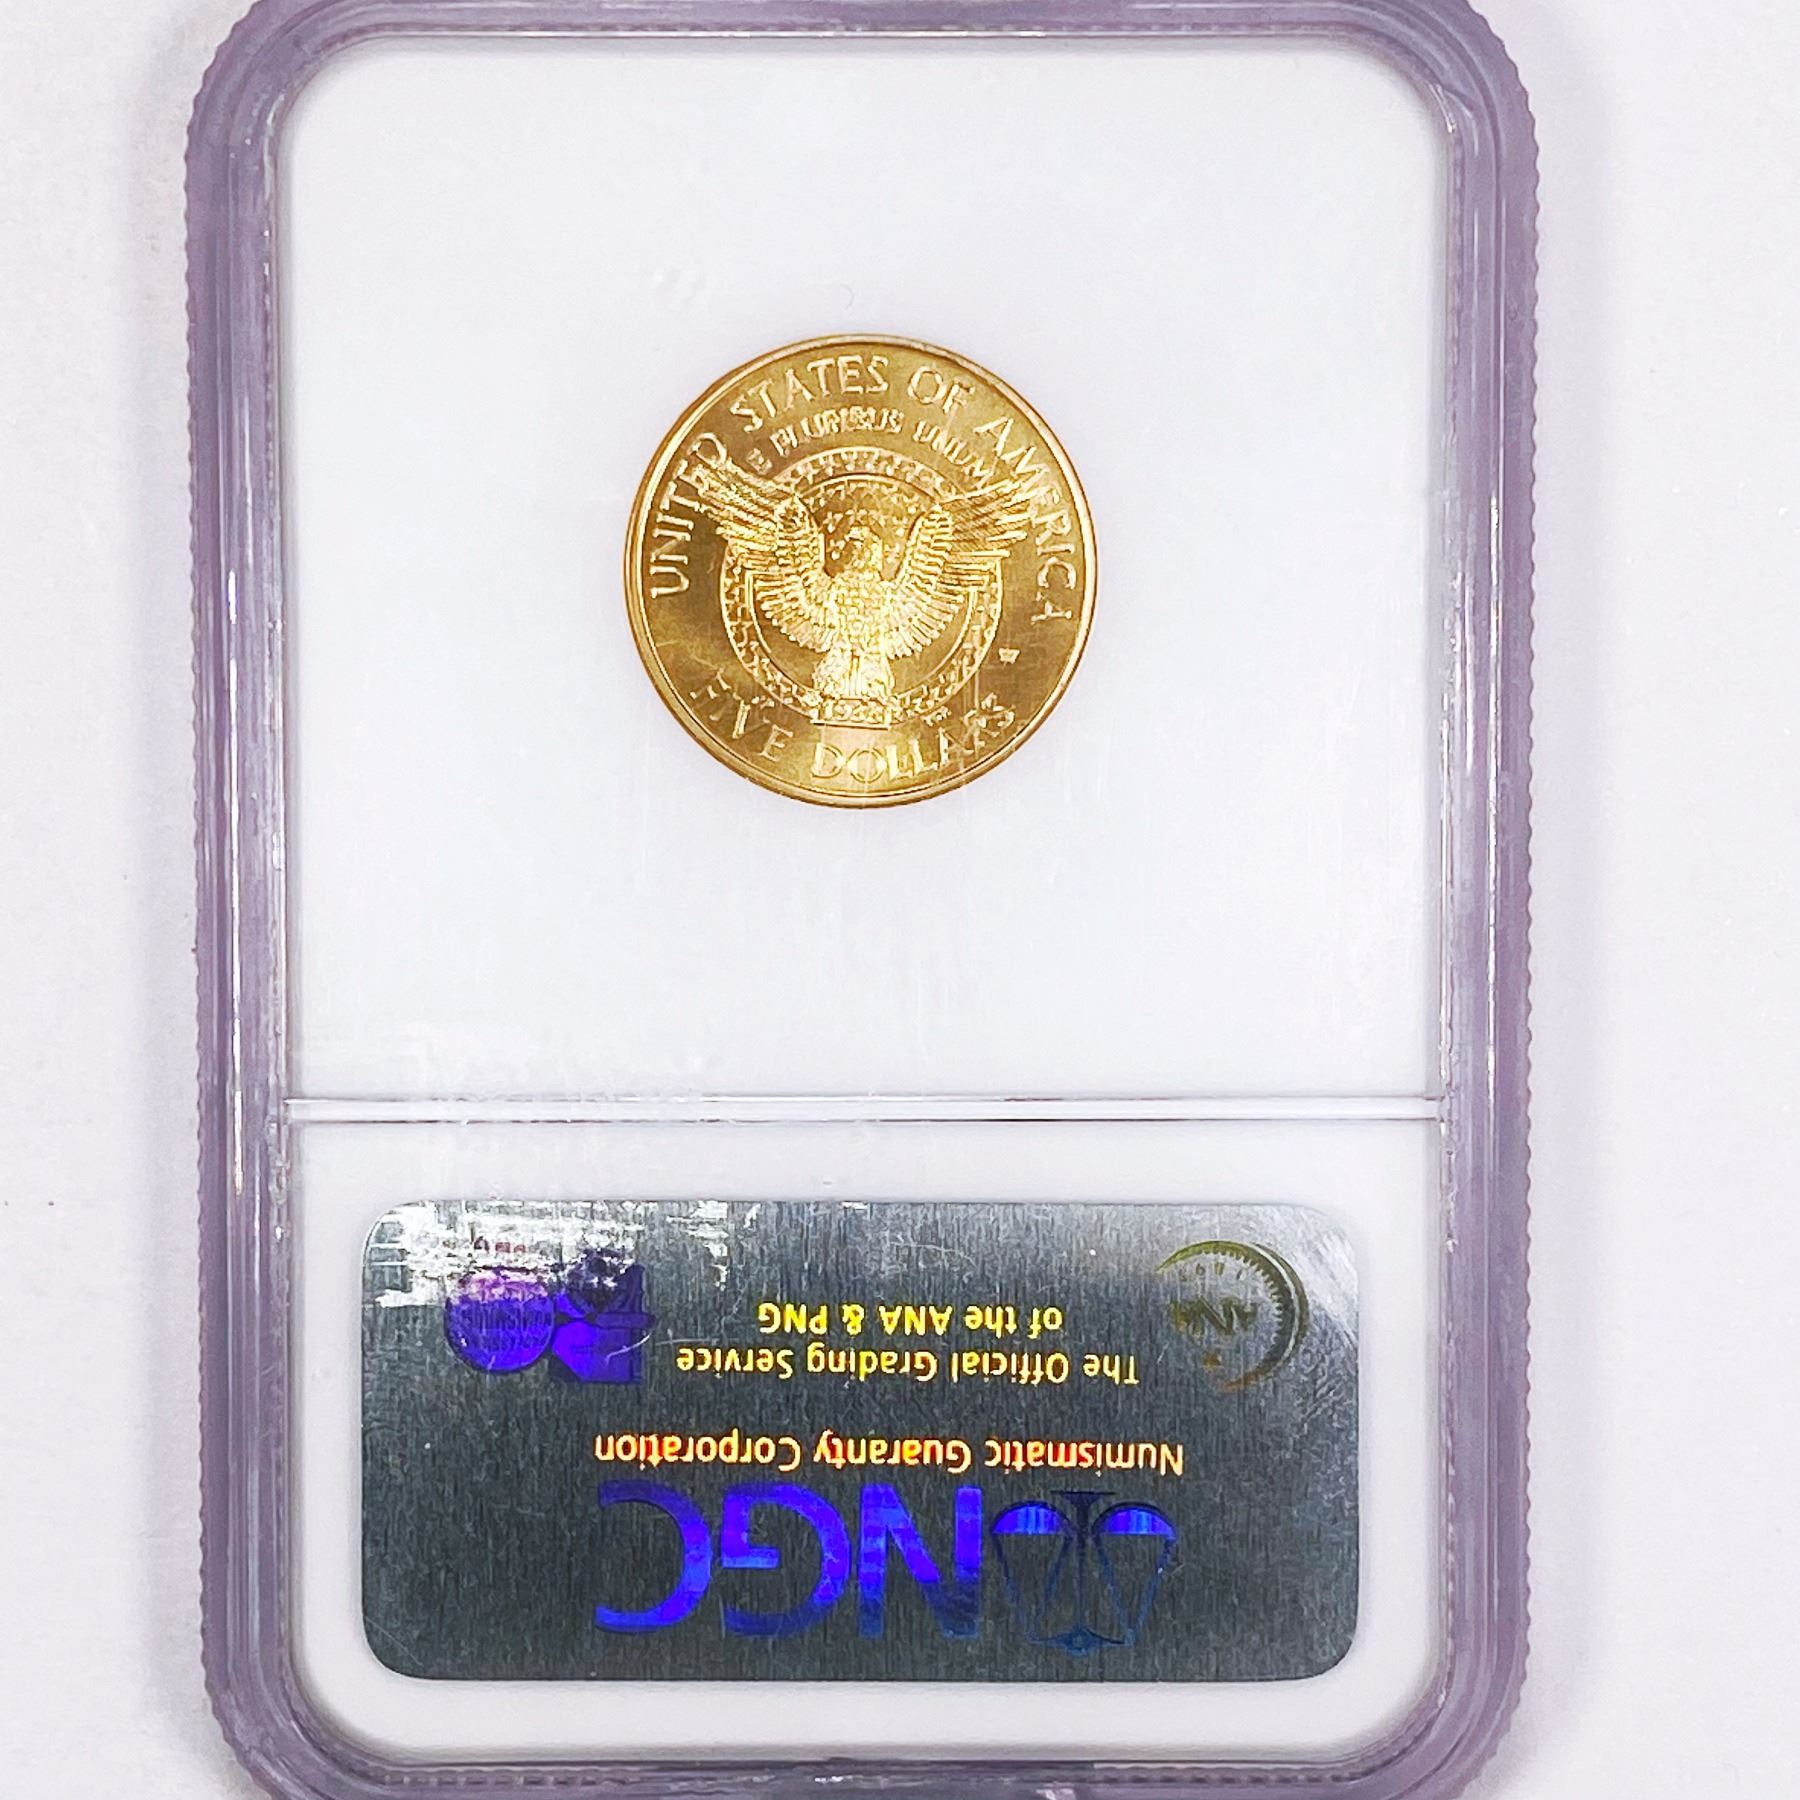 UNITED STATES OF AMERICA
E PLURIBUS UNUM
FIVE DOLLARS
NGC
Numismatic Guaranty Corporation
The Official Grading Service
of the ANA & PNG
ANA